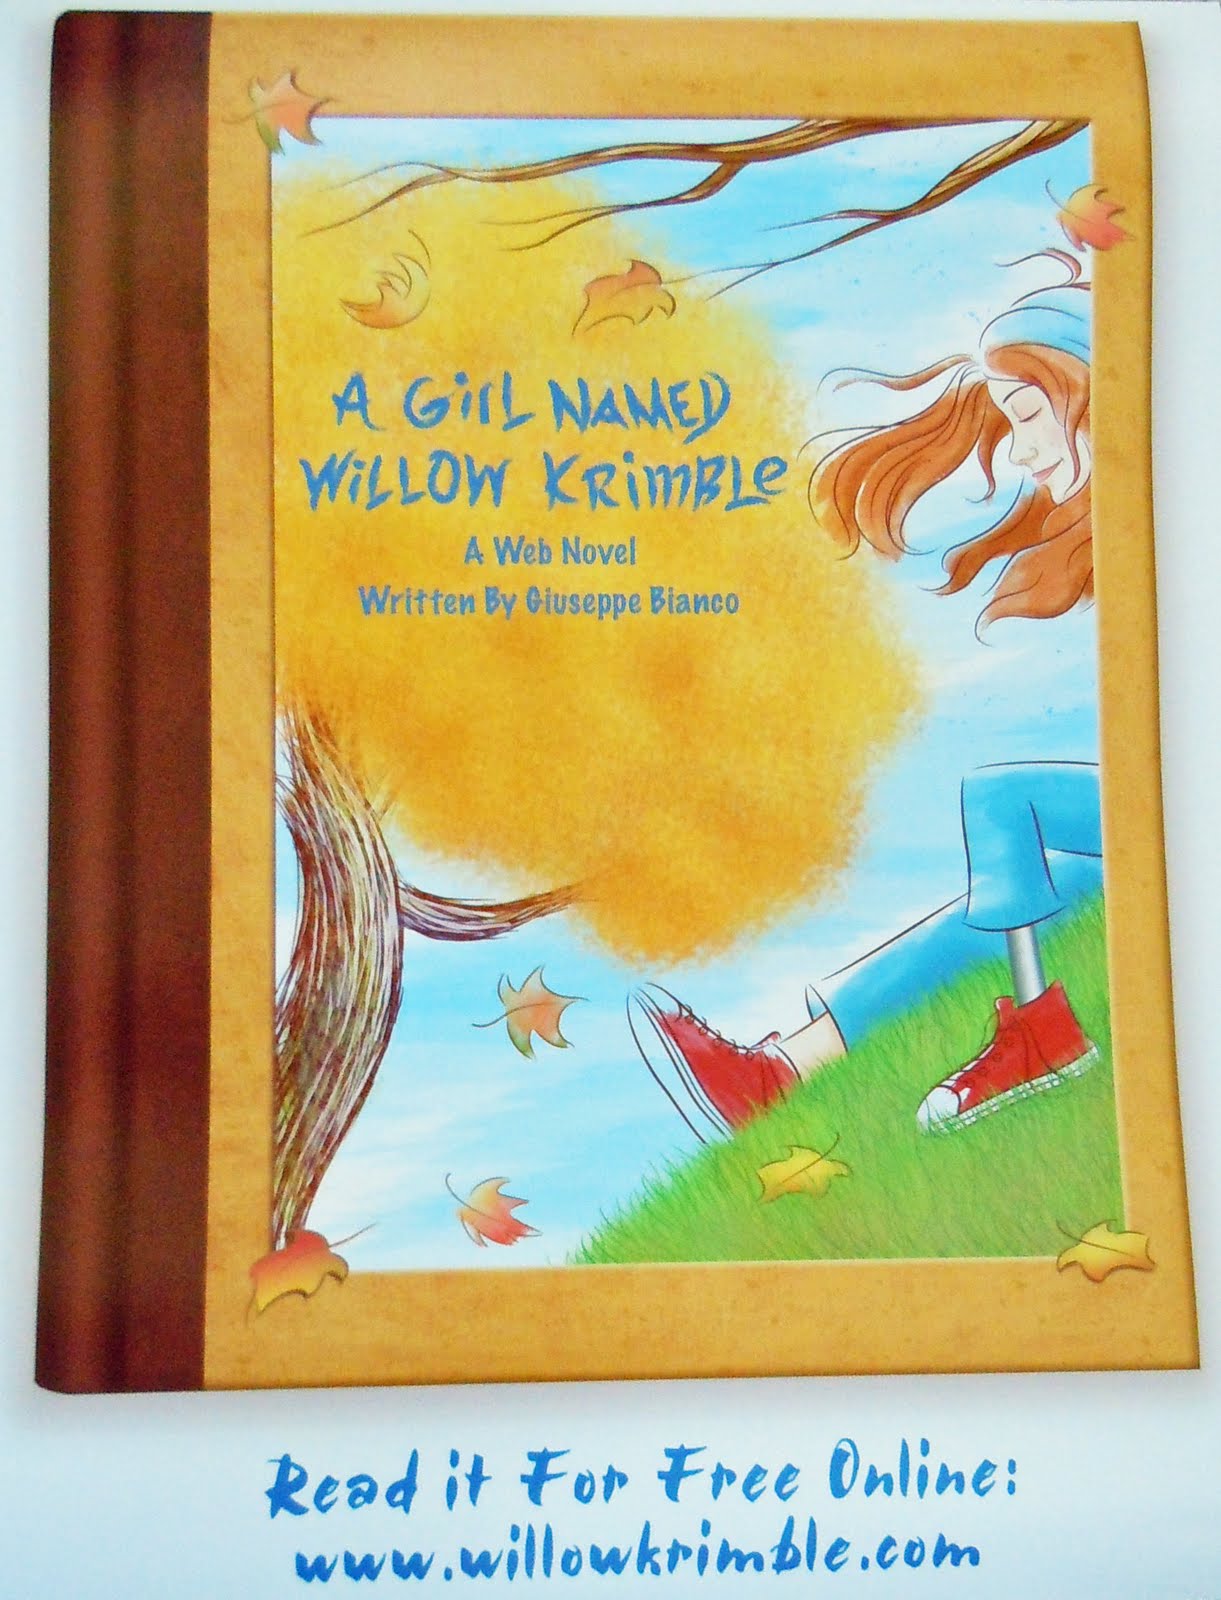 A Girl Named
Willow Krimble
A Web Novel
Written By Giuseppe Bianco
Read it For Free Online:
www.willowkrimble.com